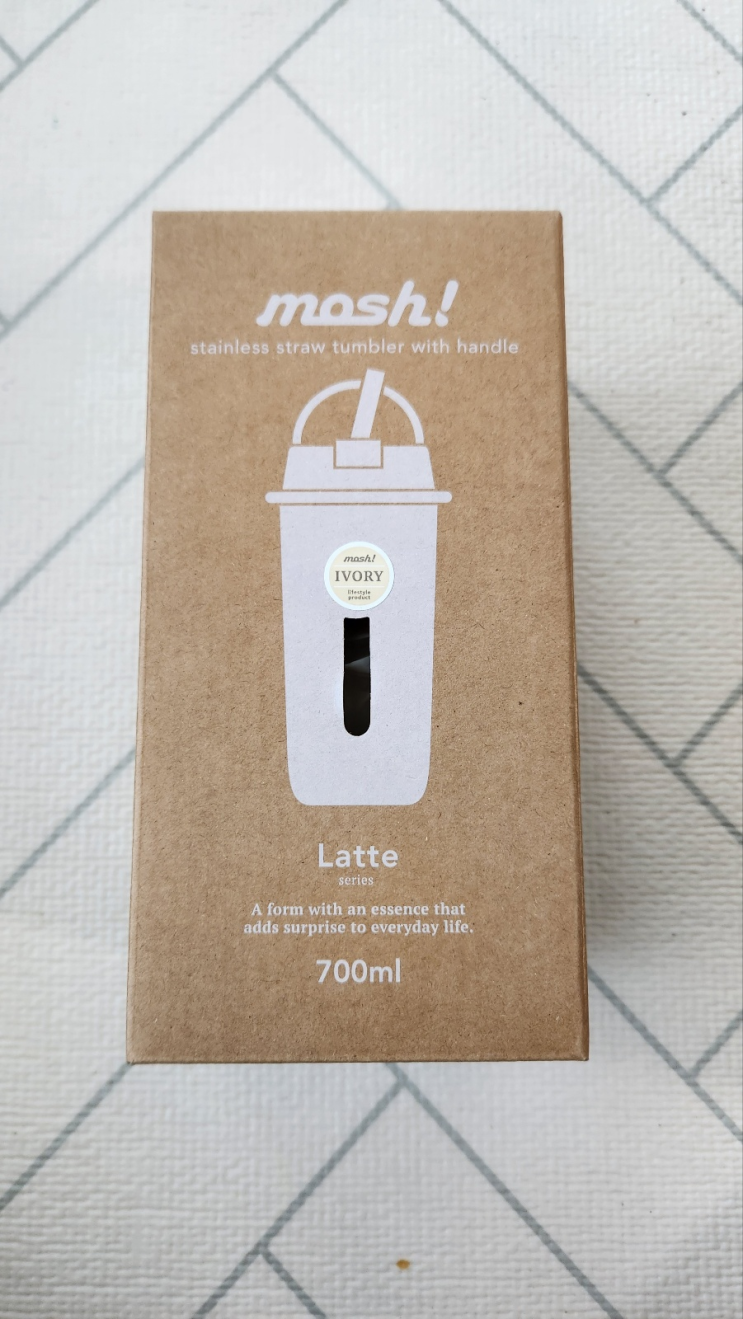 mosh!
stainless straw tumbler with handle
mosh!
IVORY
lifestyle
product
Latte
series
A form with an essence that
adds surprise to everyday life.
700ml